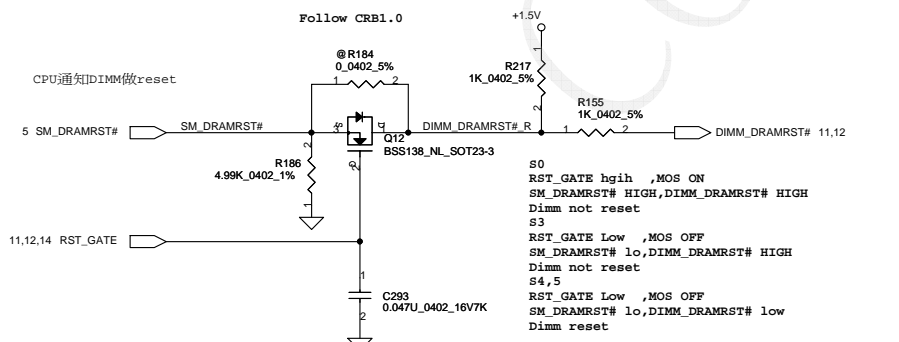 Follow CRB1.0
+1.5V
1
@R184
0_0402_5%
1 2
R217
1K_0402_5%
2
CPU通知DIMM做reset
R155
1K_0402_5%
5 SM_DRAMRST# SM_DRAMRST#
3 S D 1
DIMM_DRAMRST#_R
1 2
DIMM_DRAMRST# 11,12
Q12
BSS138_NL_SOT23-3
G
2
2
R186
4.99K_0402_1%
1
S0
RST_GATE hgih ,MOS ON
SM_DRAMRST# HIGH,DIMM_DRAMRST# HIGH
Dimm not reset
S3
RST_GATE Low ,MOS OFF
SM_DRAMRST# lo,DIMM_DRAMRST# HIGH
Dimm not reset
S4,5
RST_GATE Low ,MOS OFF
SM_DRAMRST# lo,DIMM_DRAMRST# low
Dimm reset
11,12,14 RST_GATE
1
C293
0.047U_0402_16V7K
2